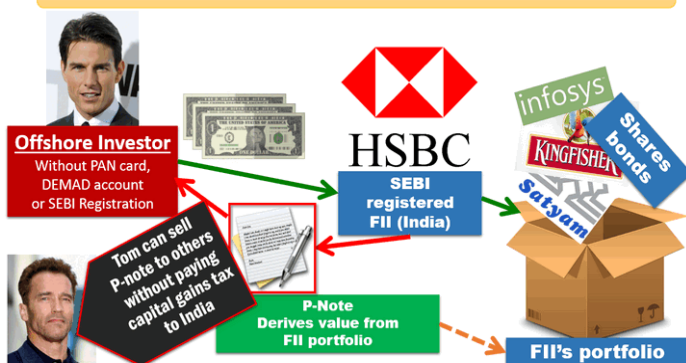 infosys
KINGFISHER
Shares
bonds
Satyam
HSBC
Offshore Investor
Without PAN card,
DEMAD account
or SEBI Registration
SEBI
registered
FII (India)
Tom can sell
P-note to others
without paying
capital gains tax
to India
P-Note
Derives value from
FII portfolio
FII's portfolio